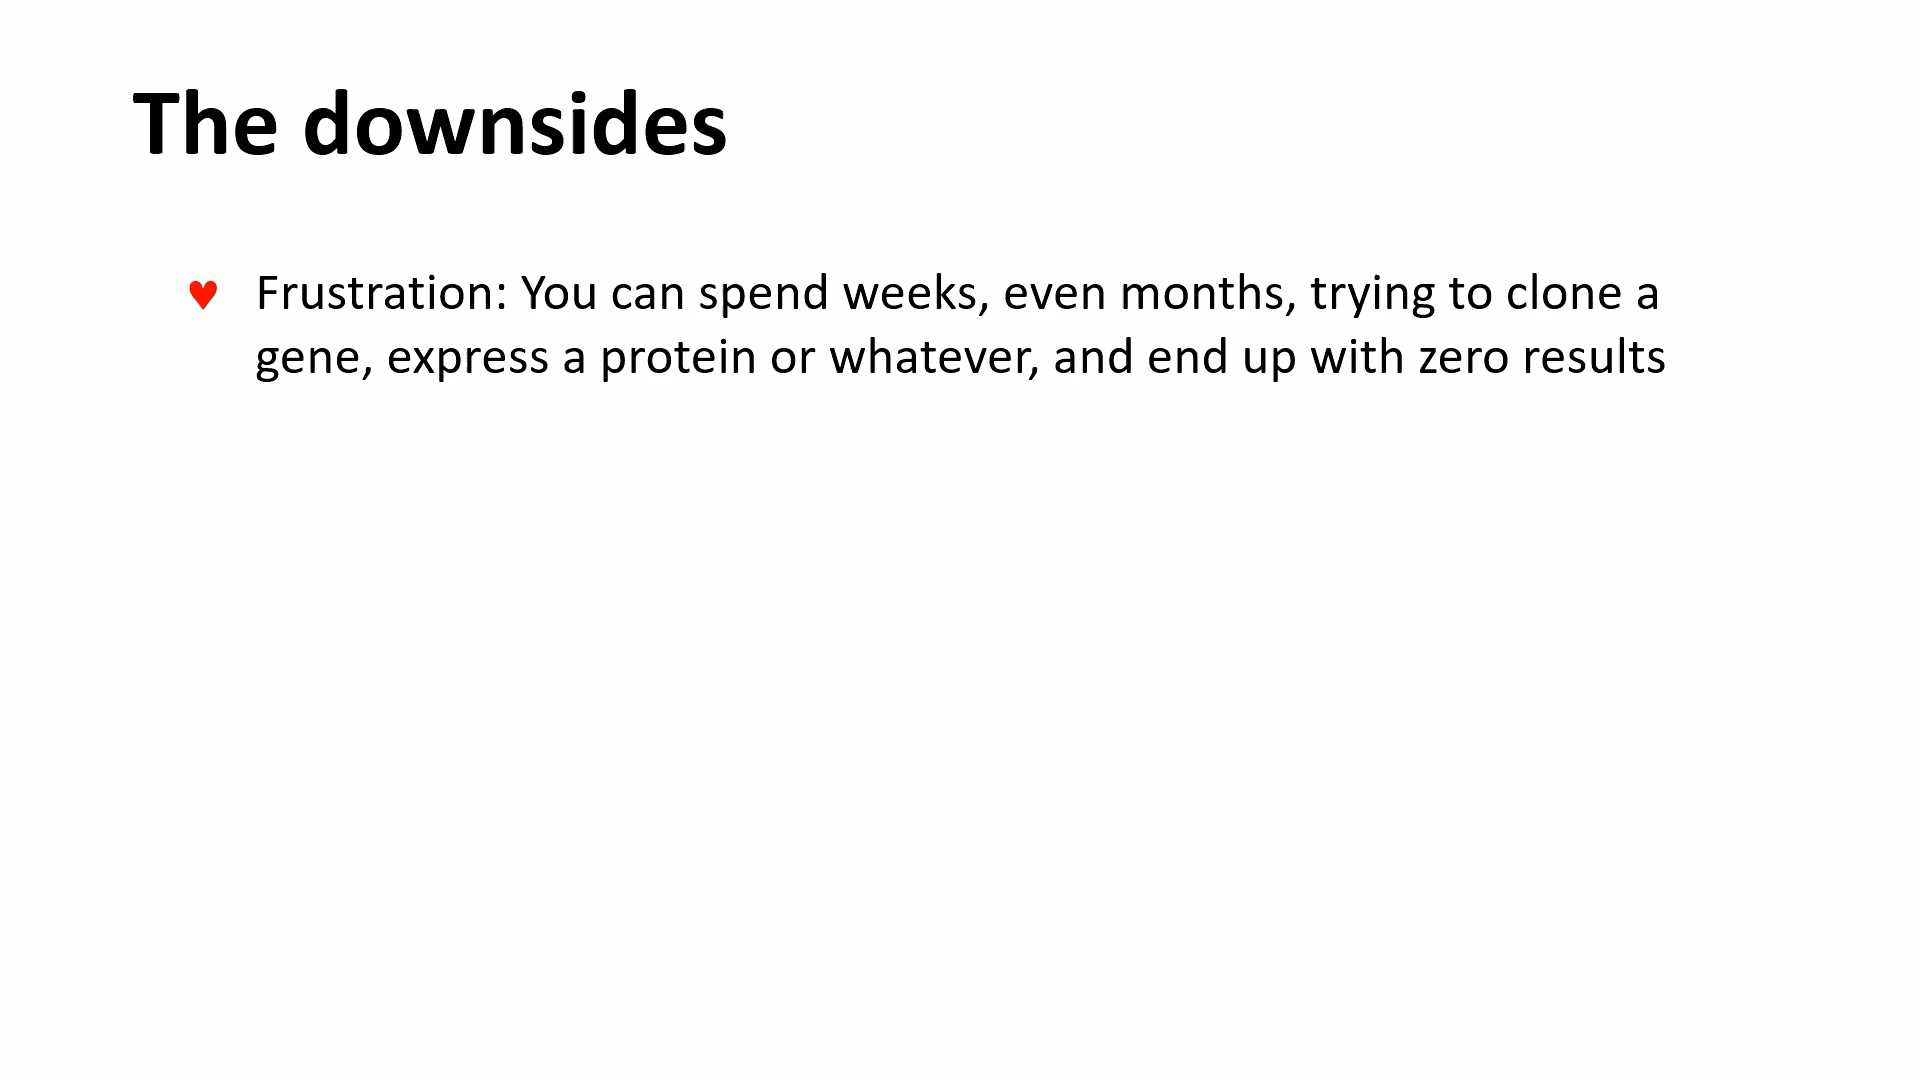 The downsides
♥ Frustration: You can spend weeks, even months, trying to clone a
gene, express a protein or whatever, and end up with zero results